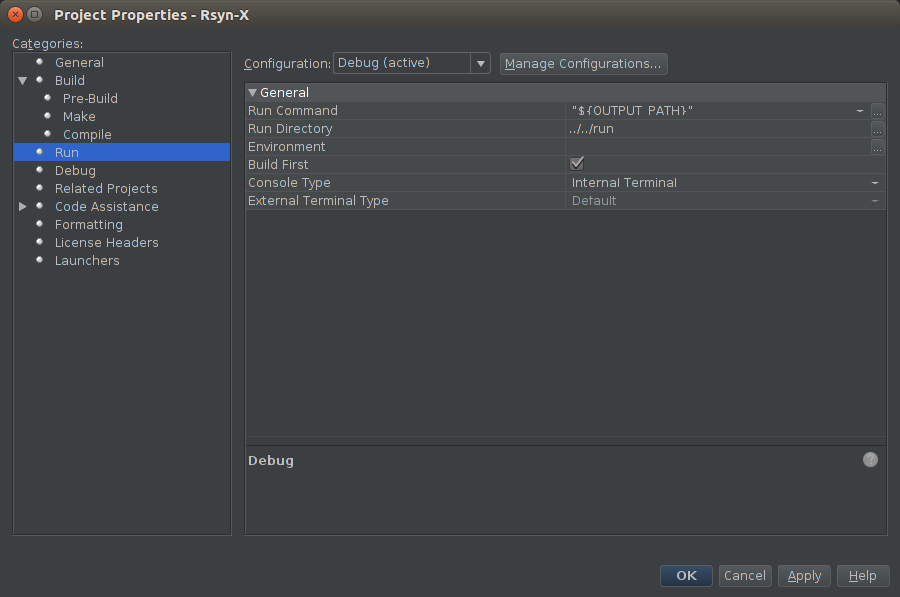 Project Properties - Rsyn-X
Categories:
General
Build
Pre-Build
Make
Compile
Run
Debug
Related Projects
Code Assistance
Formatting
License Headers
Launchers
Configuration: Debug (active) Manage Configurations...
General
Run Command "${OUTPUT_PATH}" ...
Run Directory ../../run ...
Environment ...
Build First
Console Type Internal Terminal
External Terminal Type Default
Debug ?
OK Cancel Apply Help